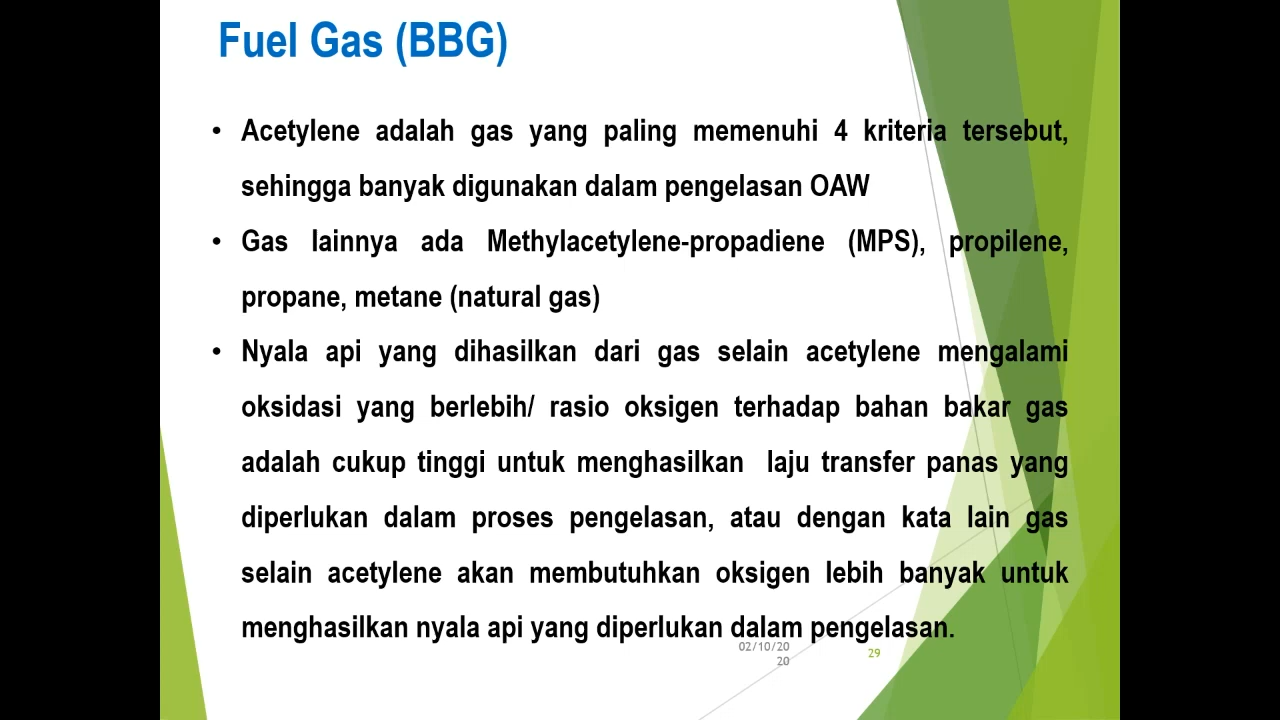 Fuel Gas (BBG)
• Acetylene adalah gas yang paling memenuhi 4 kriteria tersebut,
sehingga banyak digunakan dalam pengelasan OAW
• Gas lainnya ada Methylacetylene-propadiene (MPS), propilene,
propane, metane (natural gas)
• Nyala api yang dihasilkan dari gas selain acetylene mengalami
oksidasi yang berlebih/ rasio oksigen terhadap bahan bakar gas
adalah cukup tinggi untuk menghasilkan laju transfer panas yang
diperlukan dalam proses pengelasan, atau dengan kata lain gas
selain acetylene akan membutuhkan oksigen lebih banyak untuk
menghasilkan nyala api yang diperlukan dalam pengelasan.
02/10/20
20
29